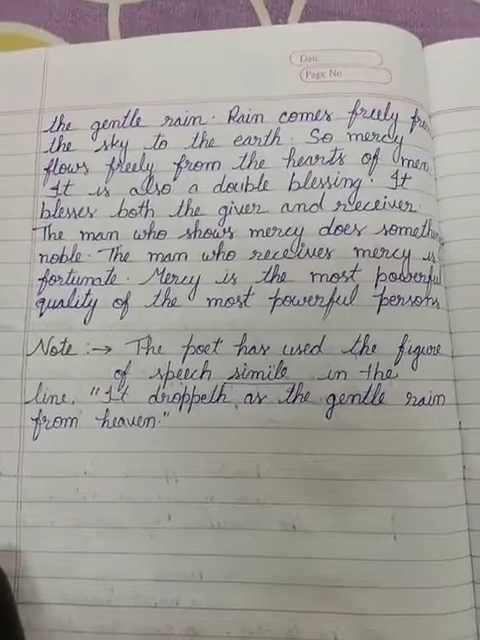 Date
Page No
the gentle rain. Rain comes freely from
the sky to the earth. So mercy
flows freely from the hearts of men
It is also a double blessing. It
blesses both the giver and receiver.
The man who shows mercy does something
noble. The man who receives mercy is
fortunate. Mercy is the most powerful
quality of the most powerful persons
Note :→ The poet has used the figure
of speech simile in the
line, "It droppeth as the gentle rain
from heaven."